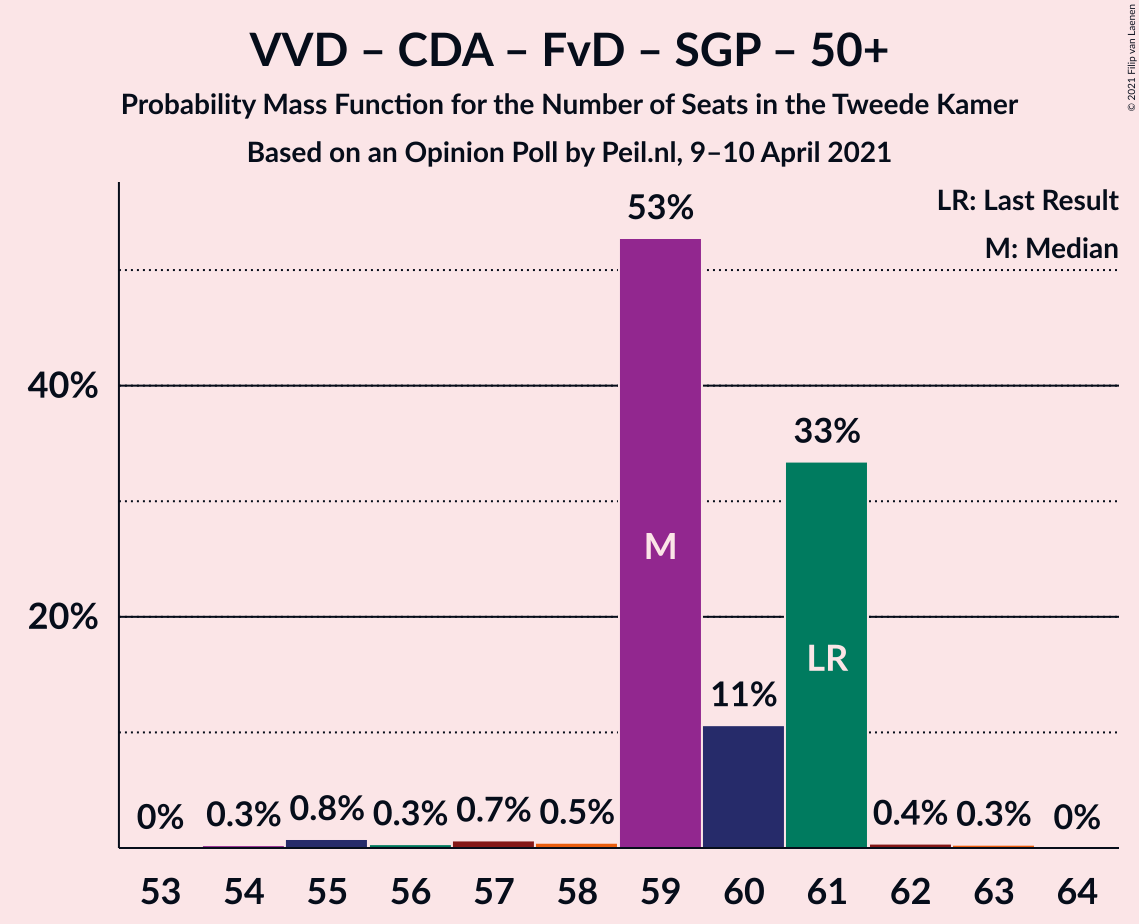 VVD – CDA – FvD – SGP – 50+
Probability Mass Function for the Number of Seats in the Tweede Kamer
Based on an Opinion Poll by Peil.nl, 9–10 April 2021
© 2021 Filip van Laenen
LR: Last Result
M: Median
53%
40%
33%
M
20%
LR
11%
0% 0.3% 0.8% 0.3% 0.7% 0.5% 0.4% 0.3% 0%
53 54 55 56 57 58 59 60 61 62 63 64